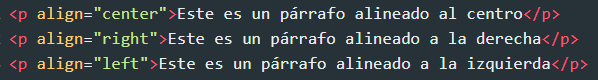 <p align="center">Este es un párrafo alineado al centro</p>
<p align="right">Este es un párrafo alineado a la derecha</p>
<p align="left">Este es un párrafo alineado a la izquierda</p>